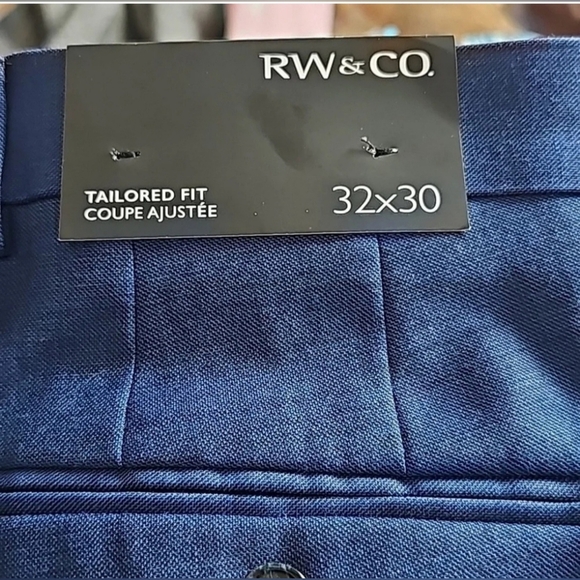 RW&CO.
TAILORED FIT
COUPE AJUSTÉE
32x30